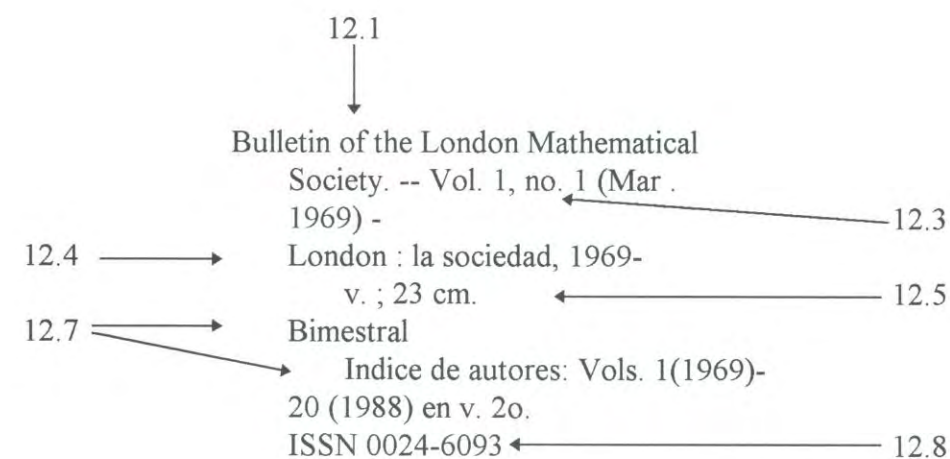 12.1
Bulletin of the London Mathematical
Society. -- Vol. 1, no. 1 (Mar .
1969) -
12.3
12.4
London : la sociedad, 1969-
v. ; 23 cm.
12.5
12.7
Bimestral
Indice de autores: Vols. 1(1969)-
20 (1988) en v. 2o.
ISSN 0024-6093
12.8